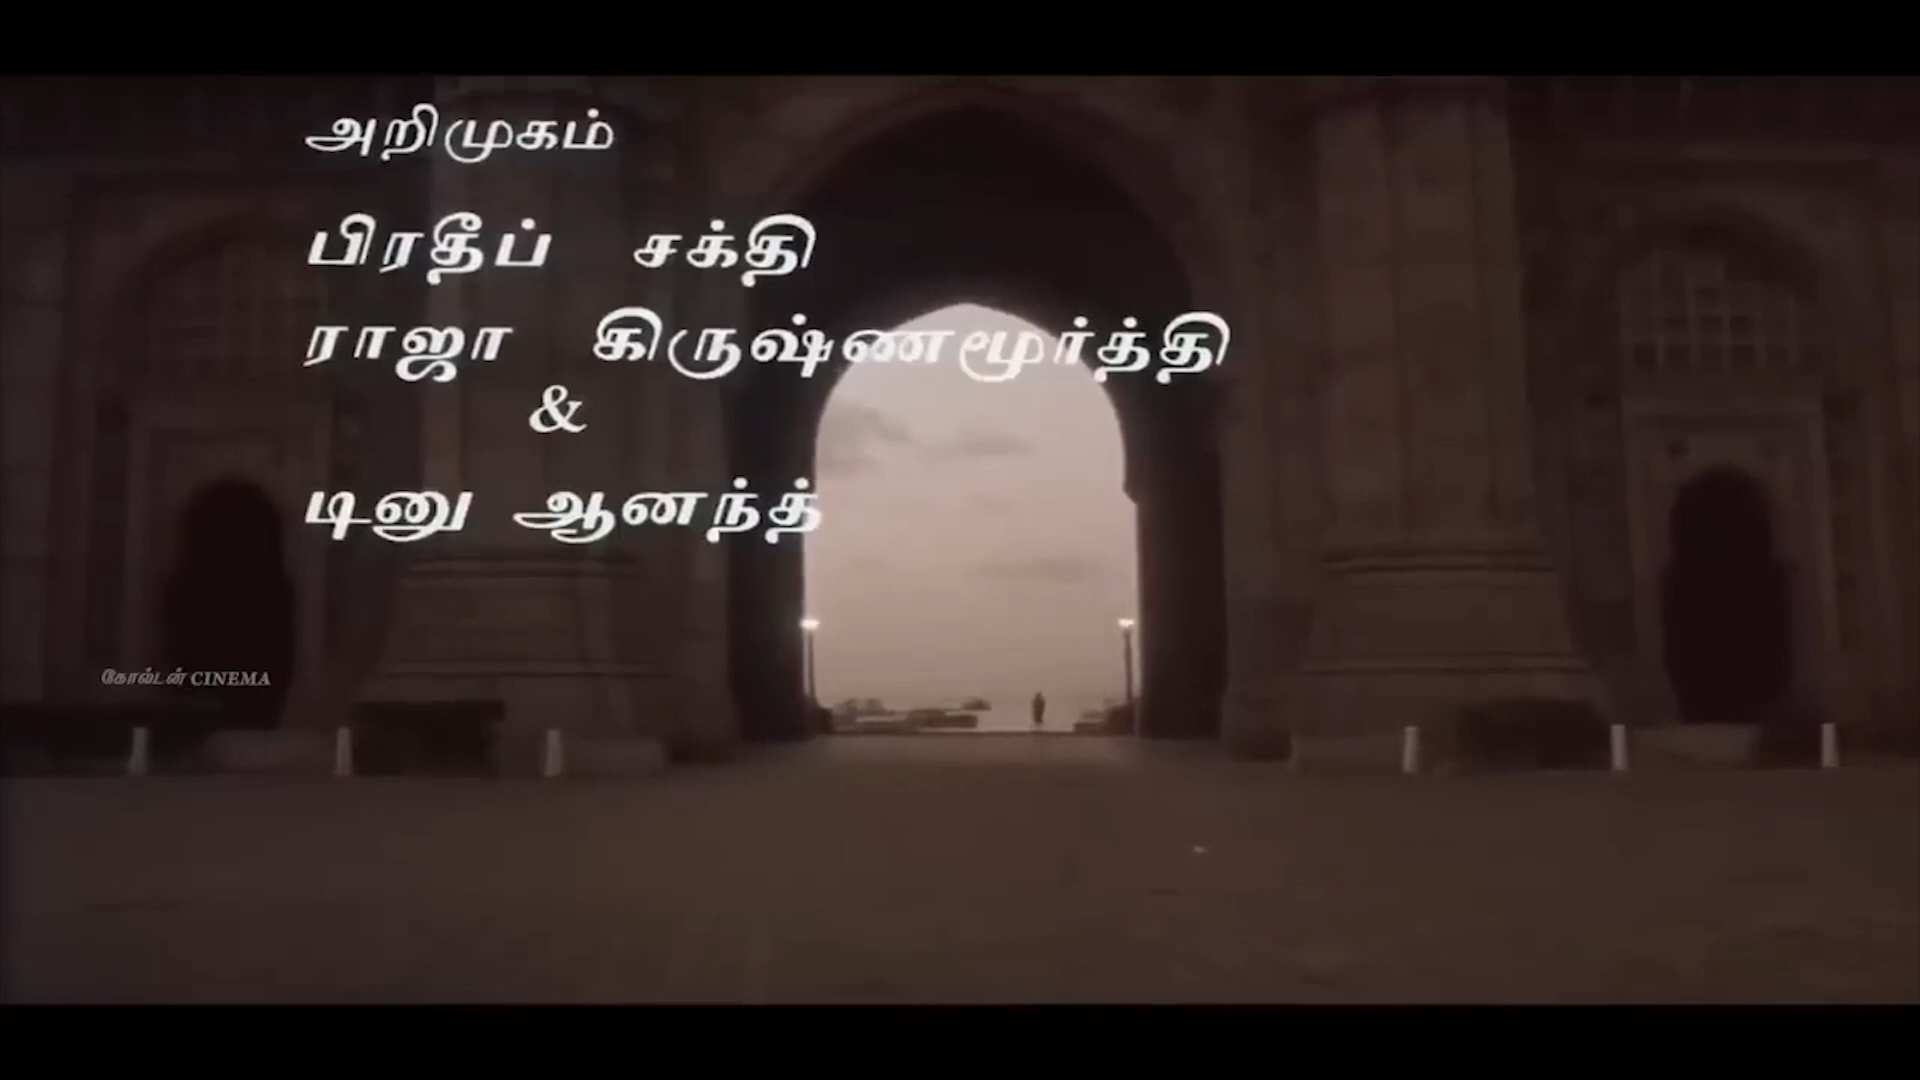 அறிமுகம்
பிரதீப் சக்தி
ராஜா கிருஷ்ணமூர்த்தி
&
டினு ஆனந்த்
கோல்டன் CINEMA